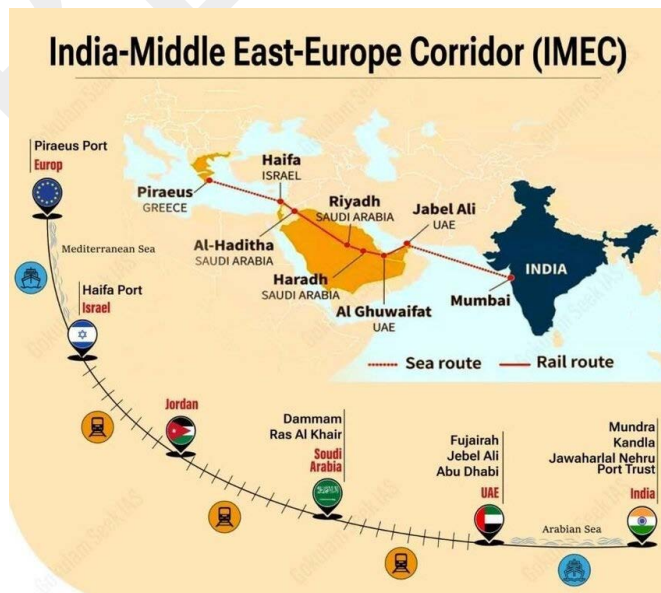 India-Middle East-Europe Corridor (IMEC)
Piraeus Port
Europ
Mediterranean Sea
Haifa Port
Israel
Jordan
Dammam
Ras Al Khair
Soudi
Arabia
Fujairah
Jebel Ali
Abu Dhabi
UAE
Arabian Sea
Mundra
Kandla
Jawaharlal Nehru
Port Trust
India
Piraeus
GREECE
Haifa
ISRAEL
Al-Haditha
SAUDI ARABIA
Riyadh
SAUDI ARABIA
Haradh
SAUDI ARABIA
Al Ghuwaifat
UAE
Jabel Ali
UAE
Mumbai
INDIA
Sea route
Rail route
Gokulam Seek IAS